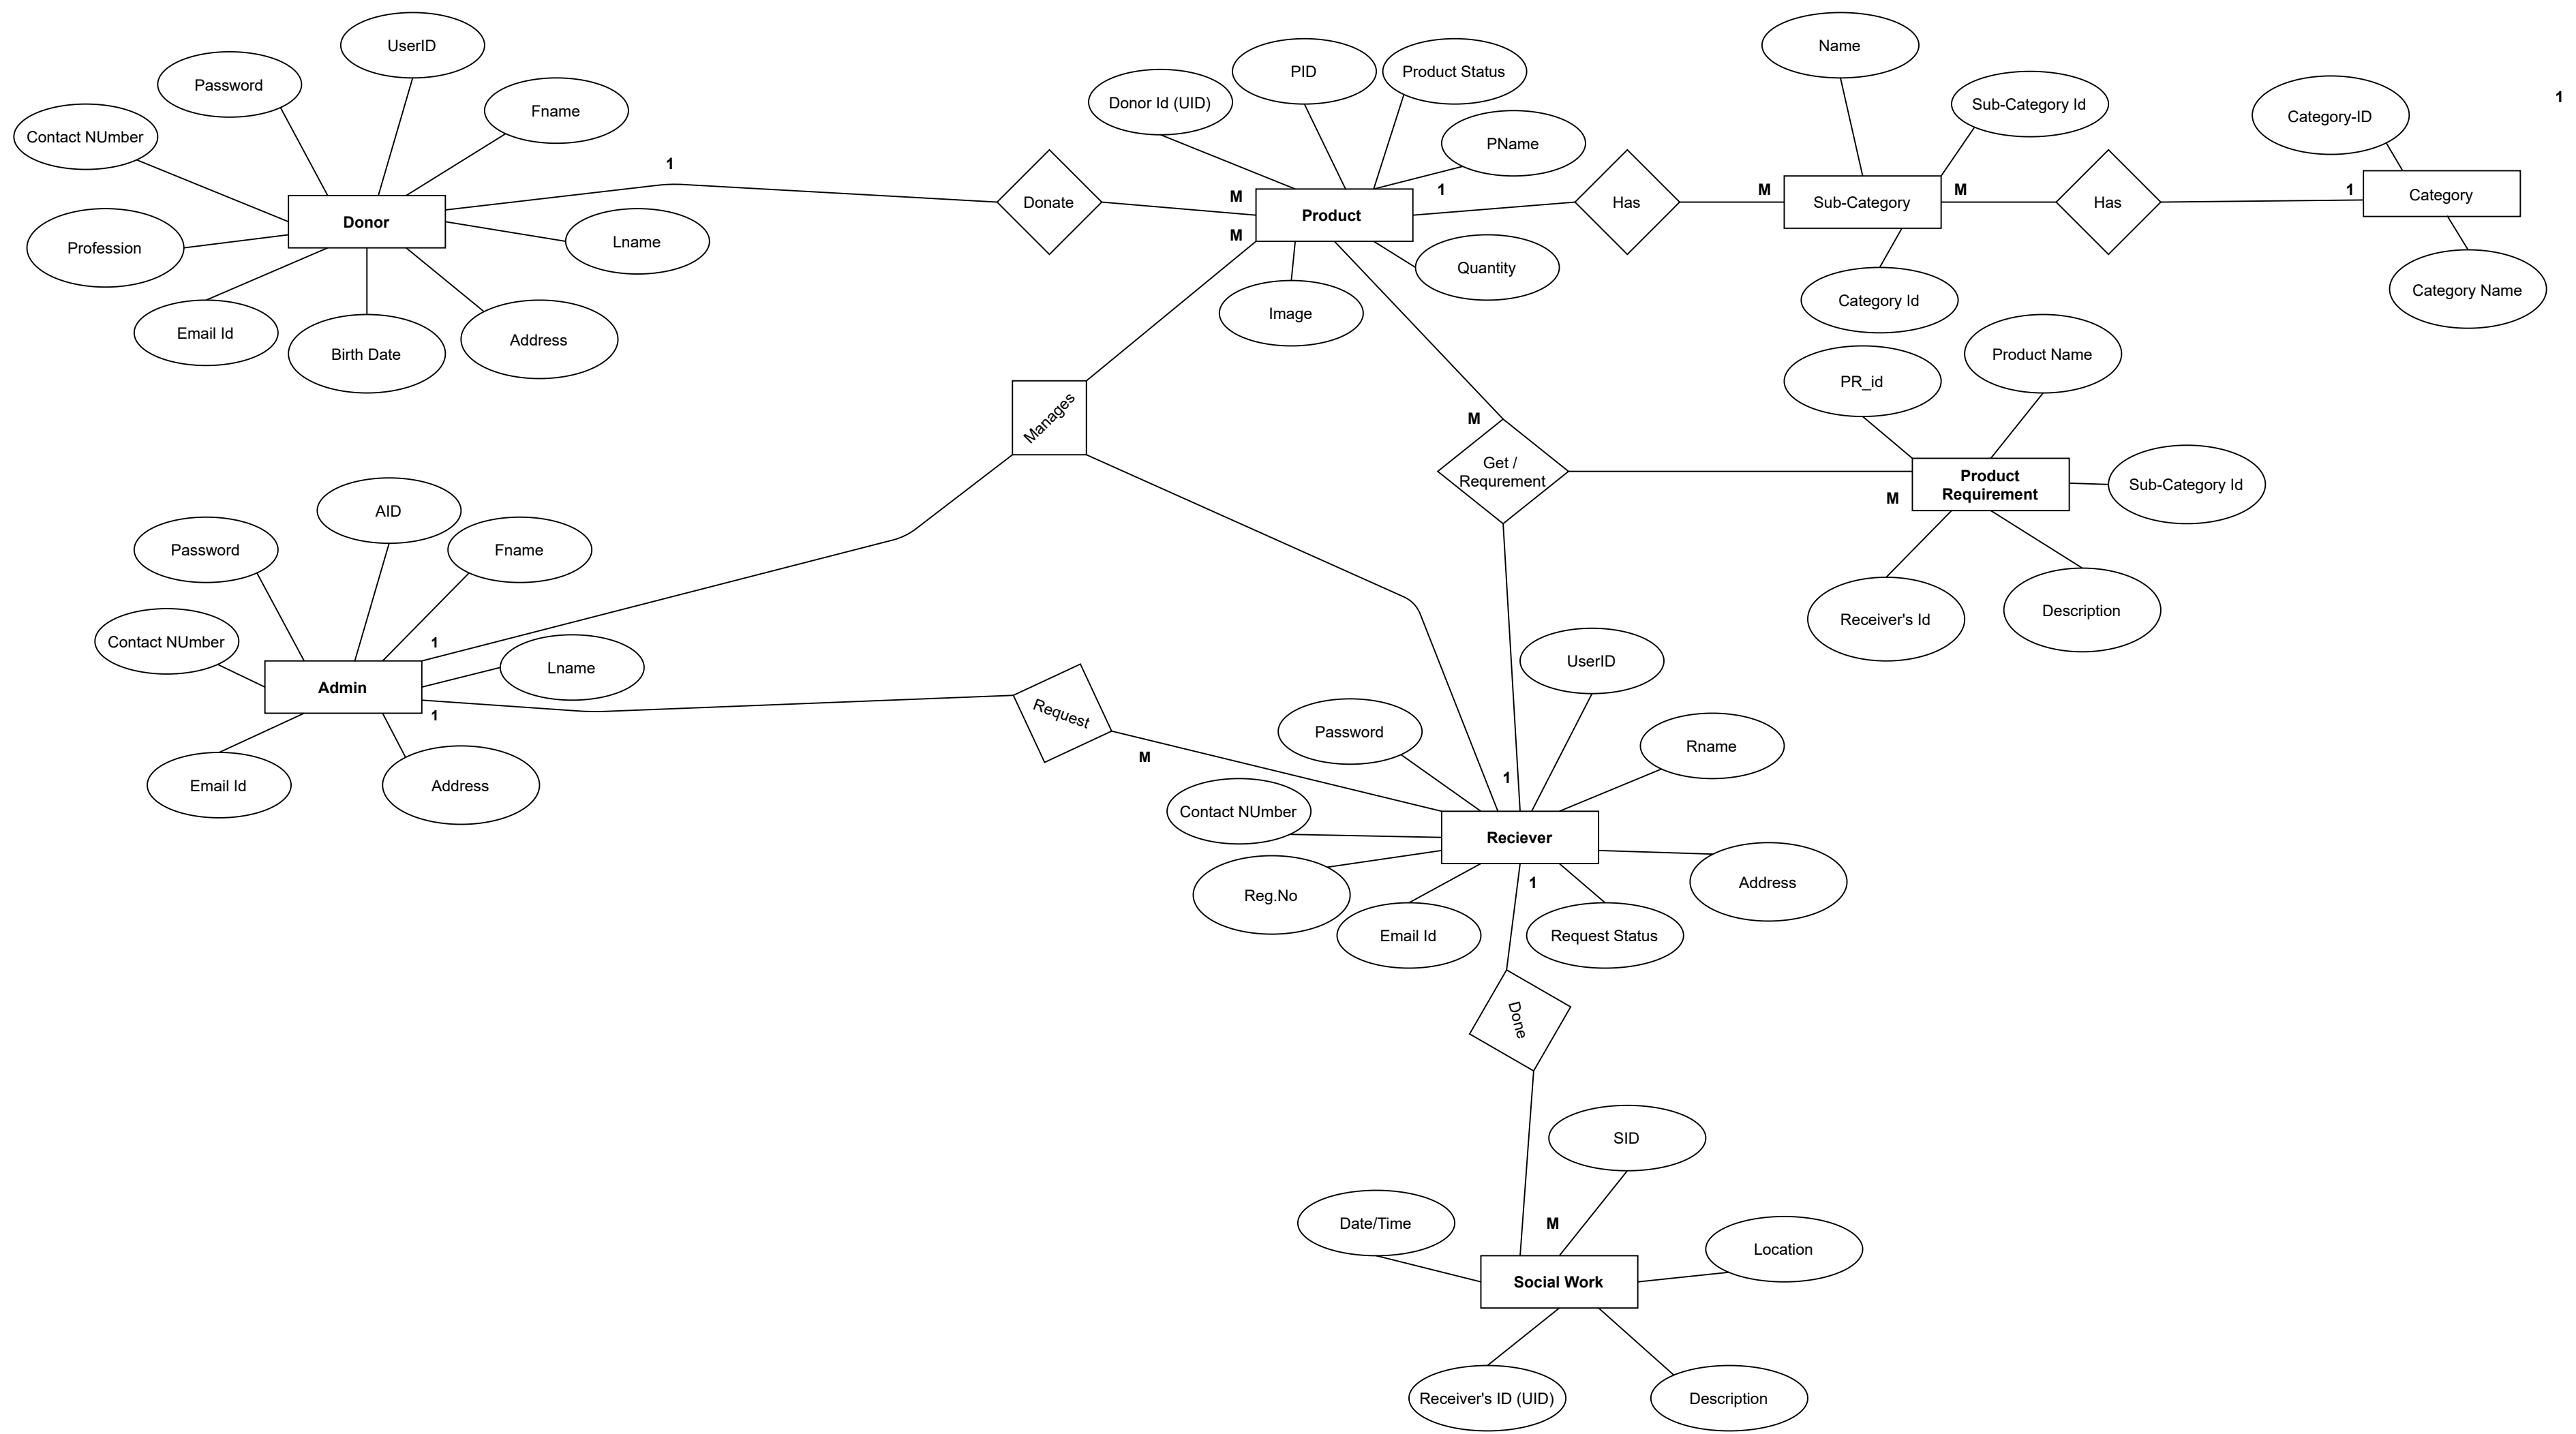 UserID
Password
Fname
Contact NUmber
Donor
Lname
Profession
Email Id
Birth Date
Address
1
Donate
M
M
Donor Id (UID)
PID
Product Status
PName
Product
1
Quantity
Image
Has
M
Name
Sub-Category Id
Sub-Category
M
Category Id
Has
1
Category-ID
Category
Category Name
1
Manages
M
Get /
Requrement
M
PR_id
Product Name
Product
Requirement
Sub-Category Id
Receiver's Id
Description
AID
Password
Fname
Contact NUmber
1
Lname
Admin
1
Email Id
Address
Request
M
UserID
Password
Rname
1
Contact NUmber
Reciever
Reg.No
1
Address
Email Id
Request Status
Done
SID
Date/Time
M
Location
Social Work
Receiver's ID (UID)
Description